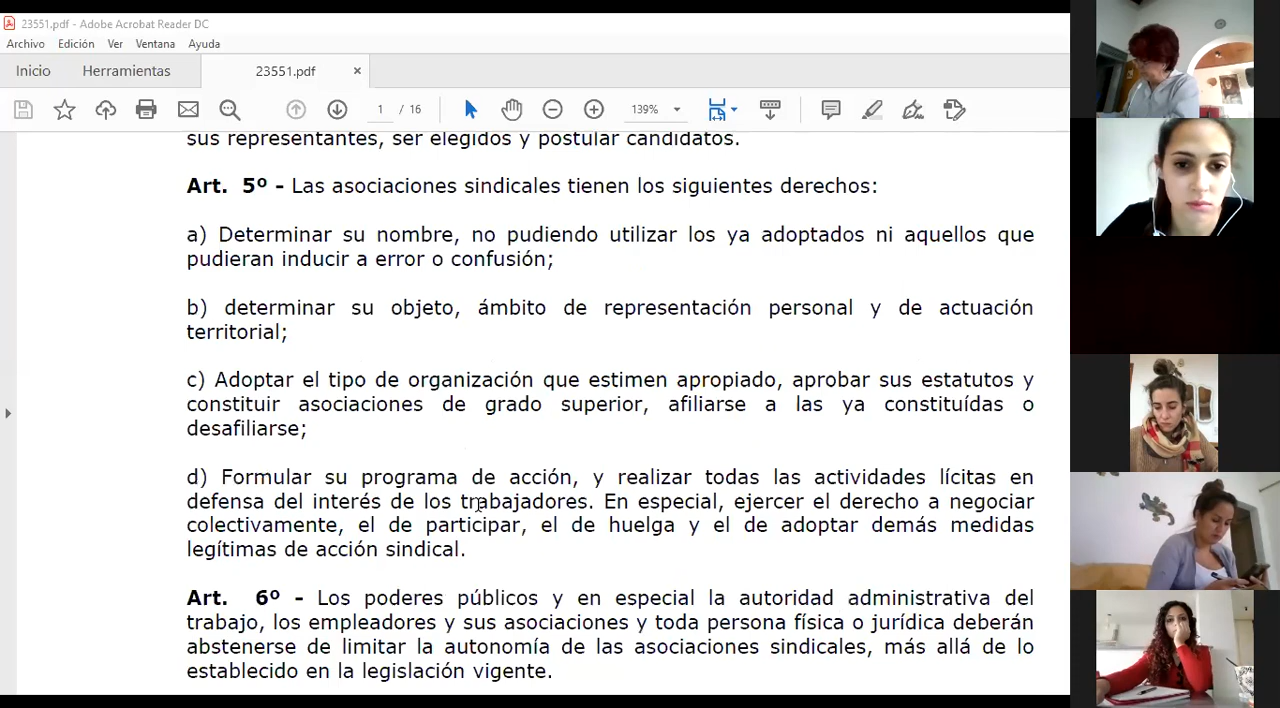 23551.pdf - Adobe Acrobat Reader DC
Archivo Edición Ver Ventana Ayuda
Inicio Herramientas 23551.pdf ×
1 / 16 139%
sus representantes, ser elegidos y postular candidatos.
Art. 5º - Las asociaciones sindicales tienen los siguientes derechos:
a) Determinar su nombre, no pudiendo utilizar los ya adoptados ni aquellos que
pudieran inducir a error o confusión;
b) determinar su objeto, ámbito de representación personal y de actuación
territorial;
c) Adoptar el tipo de organización que estimen apropiado, aprobar sus estatutos y
constituir asociaciones de grado superior, afiliarse a las ya constituídas o
desafiliarse;
d) Formular su programa de acción, y realizar todas las actividades lícitas en
defensa del interés de los trabajadores. En especial, ejercer el derecho a negociar
colectivamente, el de participar, el de huelga y el de adoptar demás medidas
legítimas de acción sindical.
Art. 6º - Los poderes públicos y en especial la autoridad administrativa del
trabajo, los empleadores y sus asociaciones y toda persona física o jurídica deberán
abstenerse de limitar la autonomía de las asociaciones sindicales, más allá de lo
establecido en la legislación vigente.